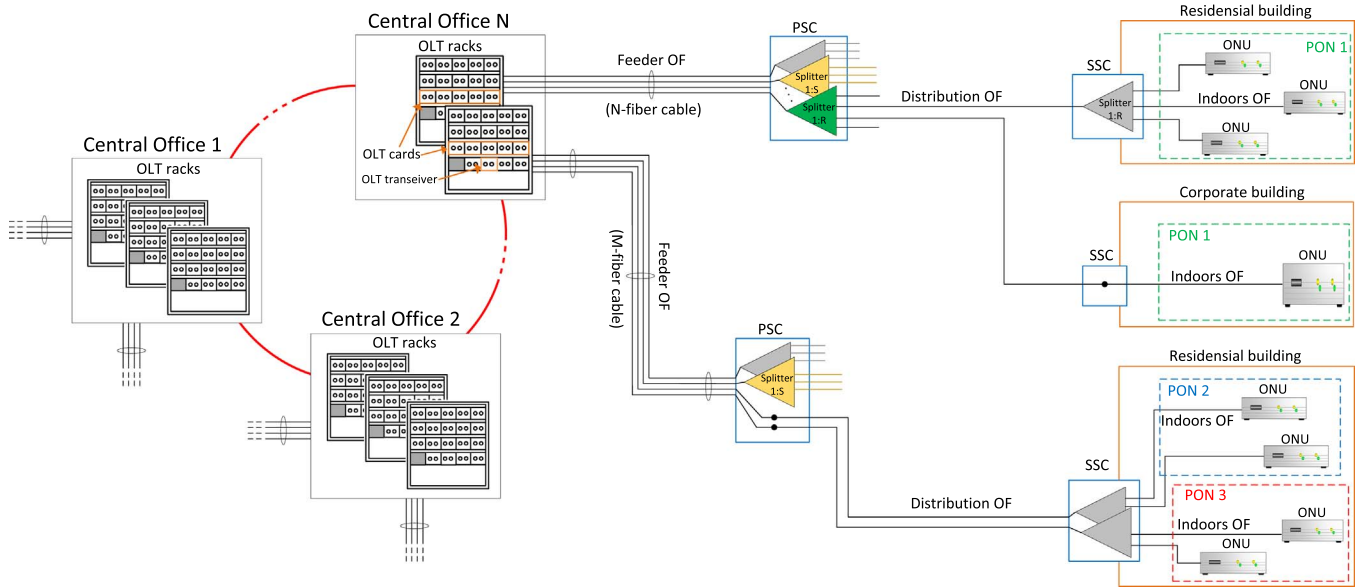 Central Office N
OLT racks
OLT cards
OLT transeiver
Central Office 1
OLT racks
Central Office 2
OLT racks
Feeder OF
(N-fiber cable)
Feeder OF
(M-fiber cable)
PSC
Splitter
1:S
Splitter
1:R
Distribution OF
SSC
Splitter
1:R
Residensial building
PON 1
ONU
ONU
Indoors OF
ONU
Corporate building
PON 1
SSC
Indoors OF
ONU
PSC
Splitter
1:S
Distribution OF
SSC
Residensial building
PON 2
ONU
Indoors OF
ONU
PON 3
ONU
Indoors OF
ONU